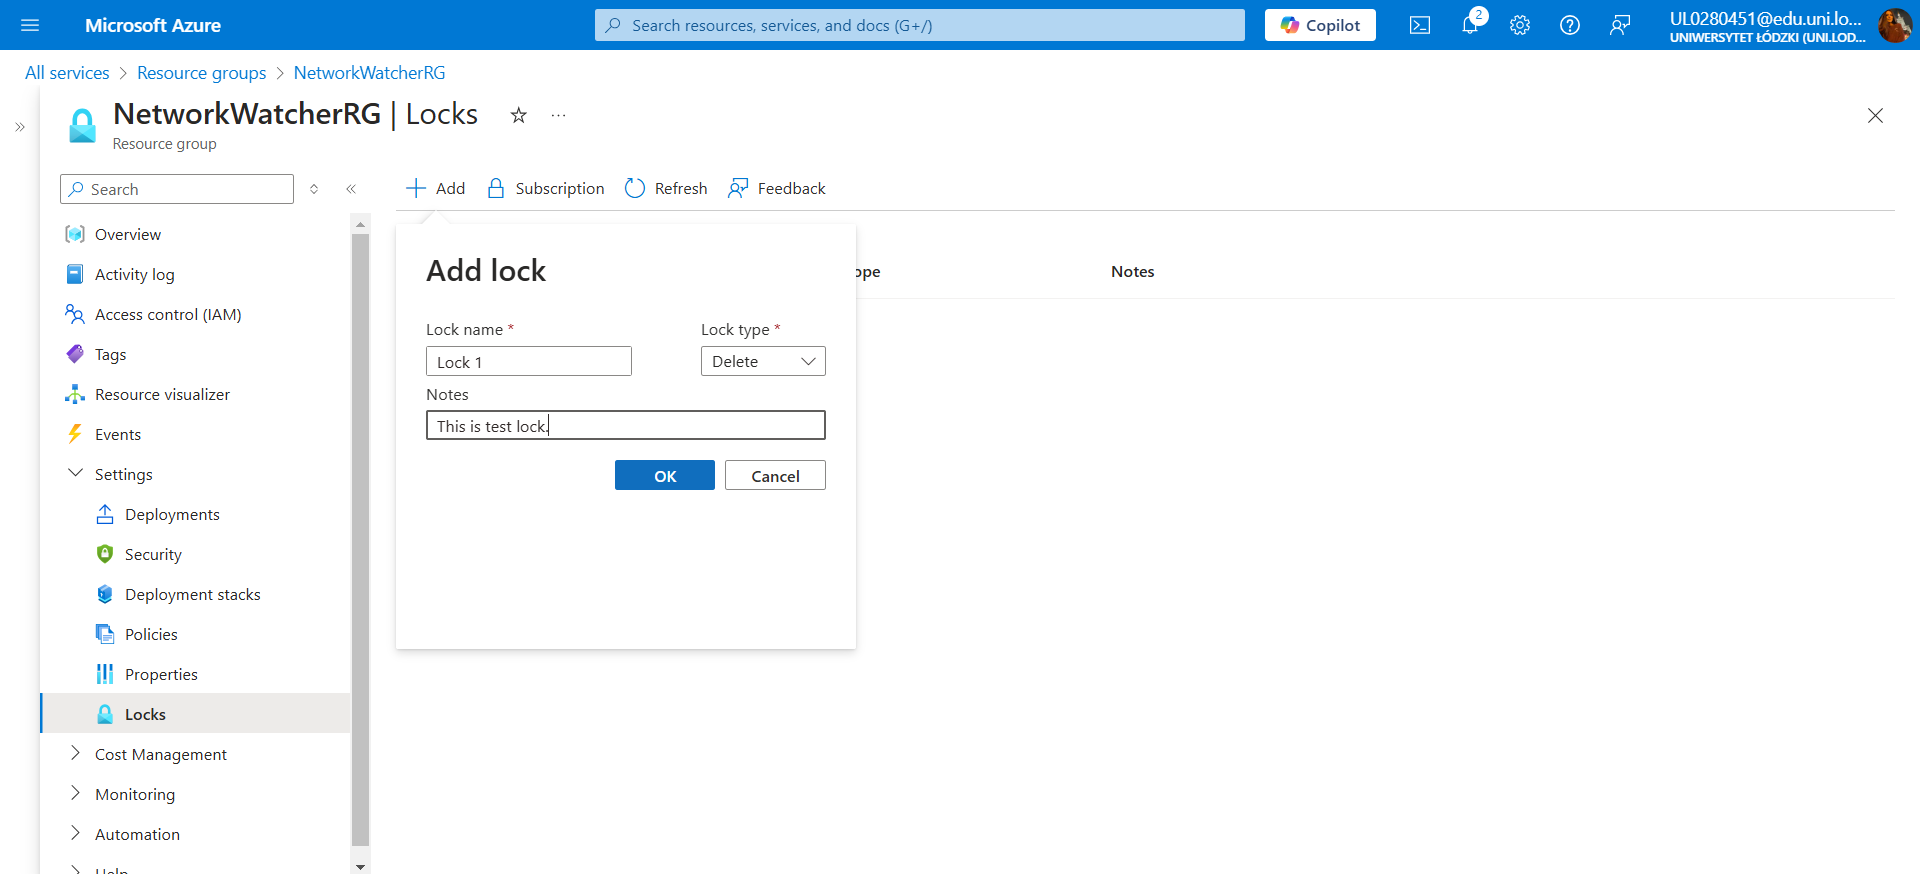 Microsoft Azure
Search resources, services, and docs (G+/)
Copilot
2
UL0280451@edu.uni.lo...
UNIWERSYTET ŁÓDZKI (UNI.LOD...
All services > Resource groups > NetworkWatcherRG
NetworkWatcherRG | Locks
Resource group
Search
Add
Subscription
Refresh
Feedback
Overview
Activity log
Access control (IAM)
Tags
Resource visualizer
Events
Settings
Deployments
Security
Deployment stacks
Policies
Properties
Locks
Cost Management
Monitoring
Automation
Help
Add lock
Lock name *
Lock type *
Lock 1
Delete
Notes
This is test lock.
OK
Cancel
ope
Notes